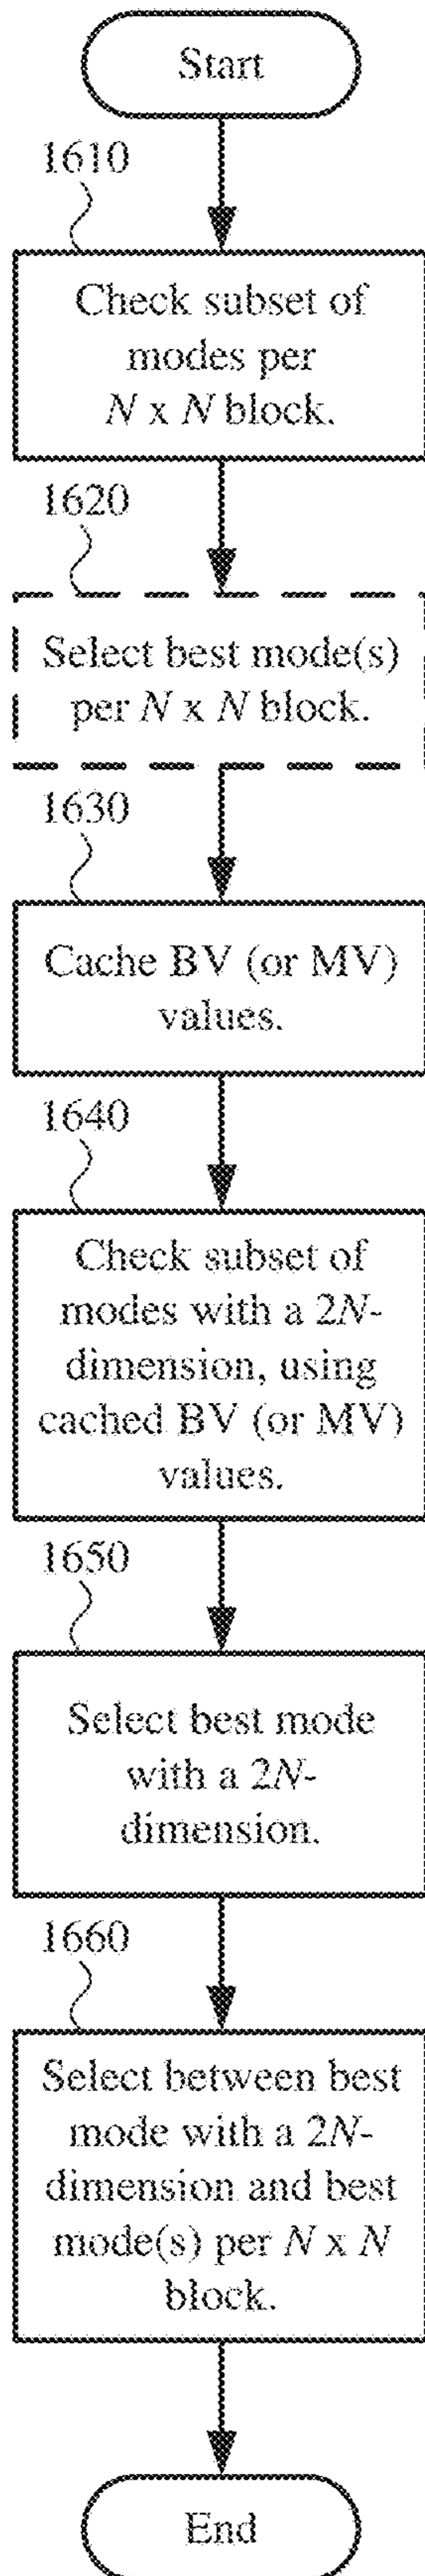 Start
1610
Check subset of
modes per
N x N block.
1620
Select best mode(s)
per N x N block.
1630
Cache BV (or MV)
values.
1640
Check subset of
modes with a 2N-
dimension, using
cached BV (or MV)
values.
1650
Select best mode
with a 2N-
dimension.
1660
Select between best
mode with a 2N-
dimension and best
mode(s) per N x N
block.
End